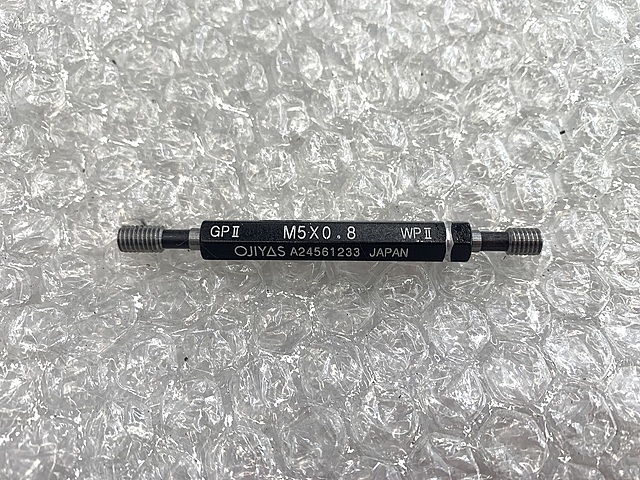 GPⅡ M5X0.8 WPⅡ
OJIYAS A24561233 JAPAN